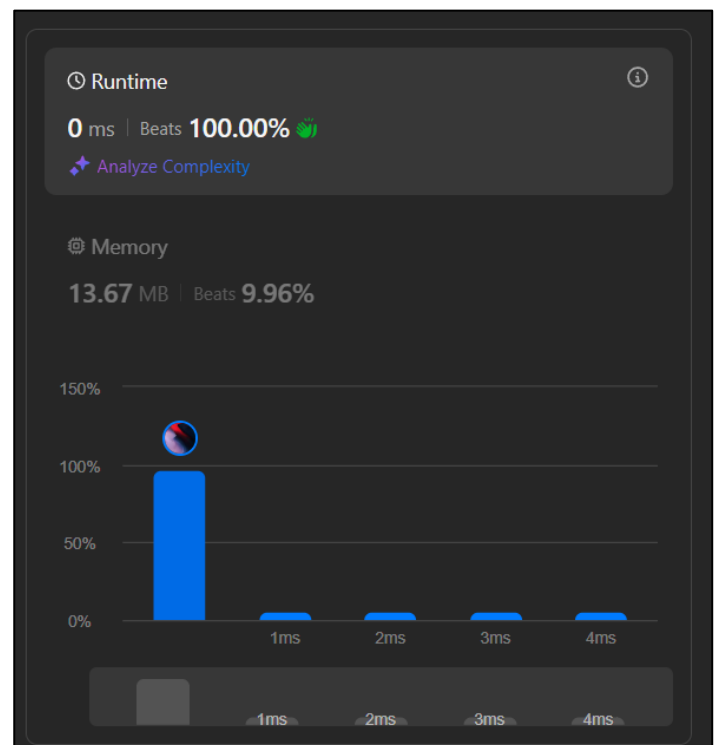 Runtime
0 ms | Beats 100.00%
Analyze Complexity
Memory
13.67 MB | Beats 9.96%
150%
100%
50%
0%
1ms 2ms 3ms 4ms
1ms 2ms 3ms 4ms